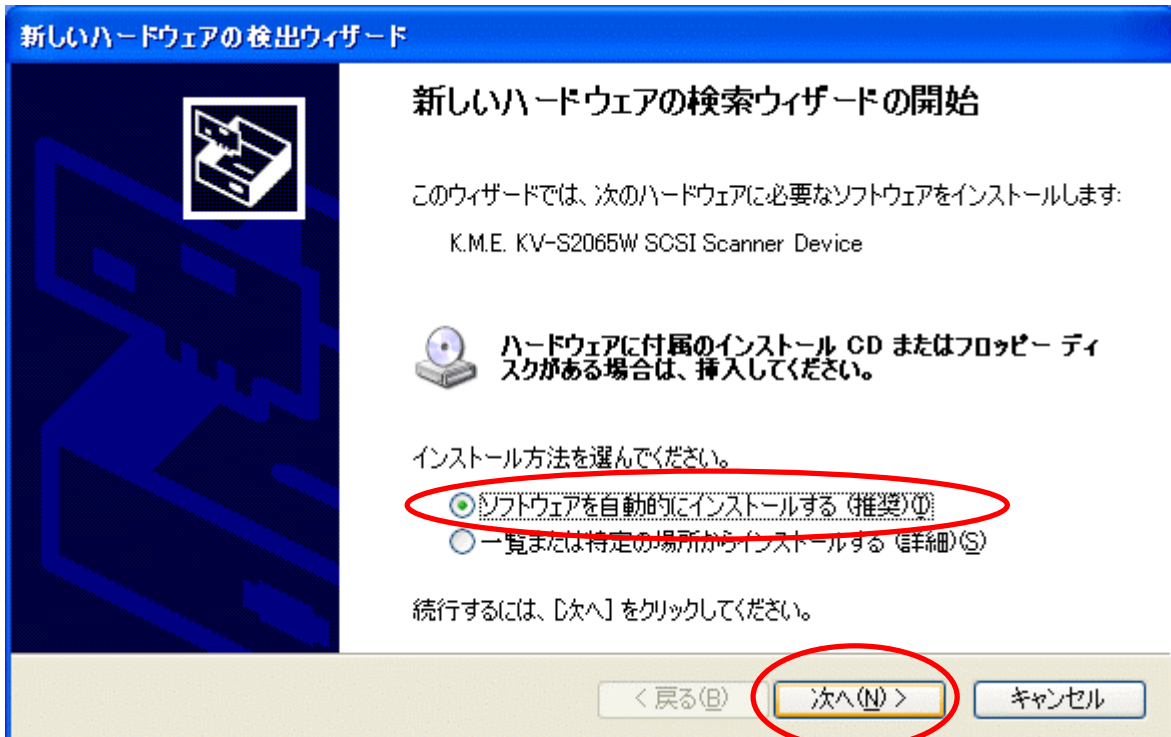 新しいハードウェアの検出ウィザード
新しいハードウェアの検索ウィザードの開始
このウィザードでは、次のハードウェアに必要なソフトウェアをインストールします:
K.M.E. KV-S2065W SCSI Scanner Device
ハードウェアに付属のインストール CD またはフロッピー ディ
スクがある場合は、挿入してください。
インストール方法を選んでください。
ソフトウェアを自動的にインストールする (推奨)(I)
一覧または特定の場所からインストールする (詳細)(S)
続行するには、[次へ] をクリックしてください。
< 戻る(B)
次へ(N) >
キャンセル